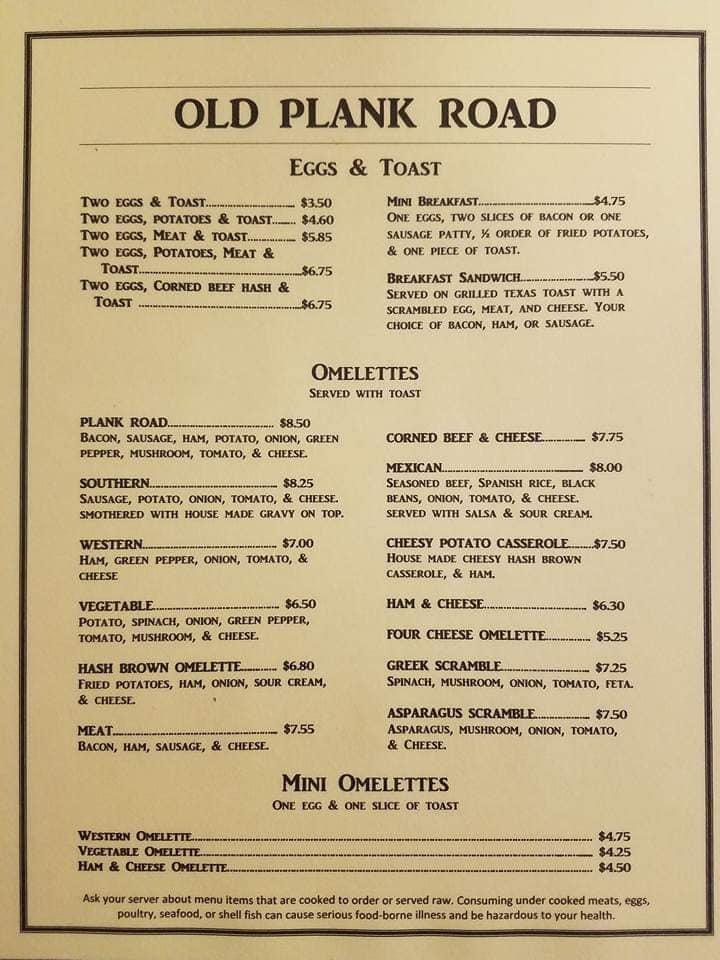 OLD PLANK ROAD
EGGS & TOAST
TWO EGGS & TOAST.............................. $3.50
TWO EGGS, POTATOES & TOAST........ $4.60
TWO EGGS, MEAT & TOAST................ $5.85
TWO EGGS, POTATOES, MEAT &
TOAST......................................................$6.75
TWO EGGS, CORNED BEEF HASH &
TOAST ......................................................$6.75
MINI BREAKFAST.......................................$4.75
ONE EGGS, TWO SLICES OF BACON OR ONE
SAUSAGE PATTY, ½ ORDER OF FRIED POTATOES,
& ONE PIECE OF TOAST.
BREAKFAST SANDWICH.........................$5.50
SERVED ON GRILLED TEXAS TOAST WITH A
SCRAMBLED EGG, MEAT, AND CHEESE. YOUR
CHOICE OF BACON, HAM, OR SAUSAGE.
OMELETTES
SERVED WITH TOAST
PLANK ROAD................................... $8.50
BACON, SAUSAGE, HAM, POTATO, ONION, GREEN
PEPPER, MUSHROOM, TOMATO, & CHEESE.
SOUTHERN.......................................... $8.25
SAUSAGE, POTATO, ONION, TOMATO, & CHEESE.
SMOTHERED WITH HOUSE MADE GRAVY ON TOP.
WESTERN............................................. $7.00
HAM, GREEN PEPPER, ONION, TOMATO, &
CHEESE
VEGETABLE.......................................... $6.50
POTATO, SPINACH, ONION, GREEN PEPPER,
TOMATO, MUSHROOM, & CHEESE.
HASH BROWN OMELETTE............ $6.80
FRIED POTATOES, HAM, ONION, SOUR CREAM,
& CHEESE.
MEAT....................................................... $7.55
BACON, HAM, SAUSAGE, & CHEESE.
CORNED BEEF & CHEESE.............. $7.75
MEXICAN............................................... $8.00
SEASONED BEEF, SPANISH RICE, BLACK
BEANS, ONION, TOMATO, & CHEESE.
SERVED WITH SALSA & SOUR CREAM.
CHEESY POTATO CASSEROLE.........$7.50
HOUSE MADE CHEESY HASH BROWN
CASSEROLE, & HAM.
HAM & CHEESE.................................. $6.30
FOUR CHEESE OMELETTE............... $5.25
GREEK SCRAMBLE............................. $7.25
SPINACH, MUSHROOM, ONION, TOMATO, FETA.
ASPARAGUS SCRAMBLE.................. $7.50
ASPARAGUS, MUSHROOM, ONION, TOMATO,
& CHEESE.
MINI OMELETTES
ONE EGG & ONE SLICE OF TOAST
WESTERN OMELETTE........................................................................................ $4.75
VEGETABLE OMELETTE...................................................................................... $4.25
HAM & CHEESE OMELETTE............................................................................... $4.50
Ask your server about menu items that are cooked to order or served raw. Consuming under cooked meats, eggs,
poultry, seafood, or shell fish can cause serious food-borne illness and be hazardous to your health.